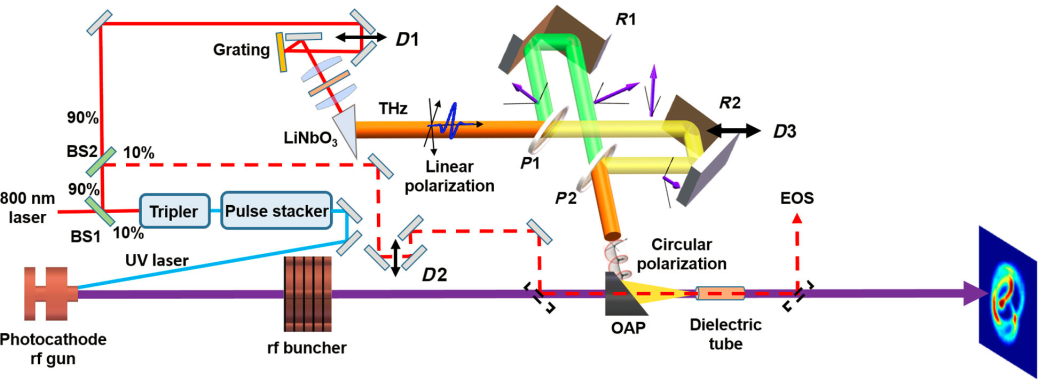 R1
D1
Grating
90%
THz
R2
LiNbO3
D3
BS2
10%
P1
Linear
polarization
P2
90%
800 nm
laser
Tripler
Pulse stacker
EOS
BS1
10%
Circular
polarization
UV laser
D2
OAP
Dielectric
tube
Photocathode
rf gun
rf buncher